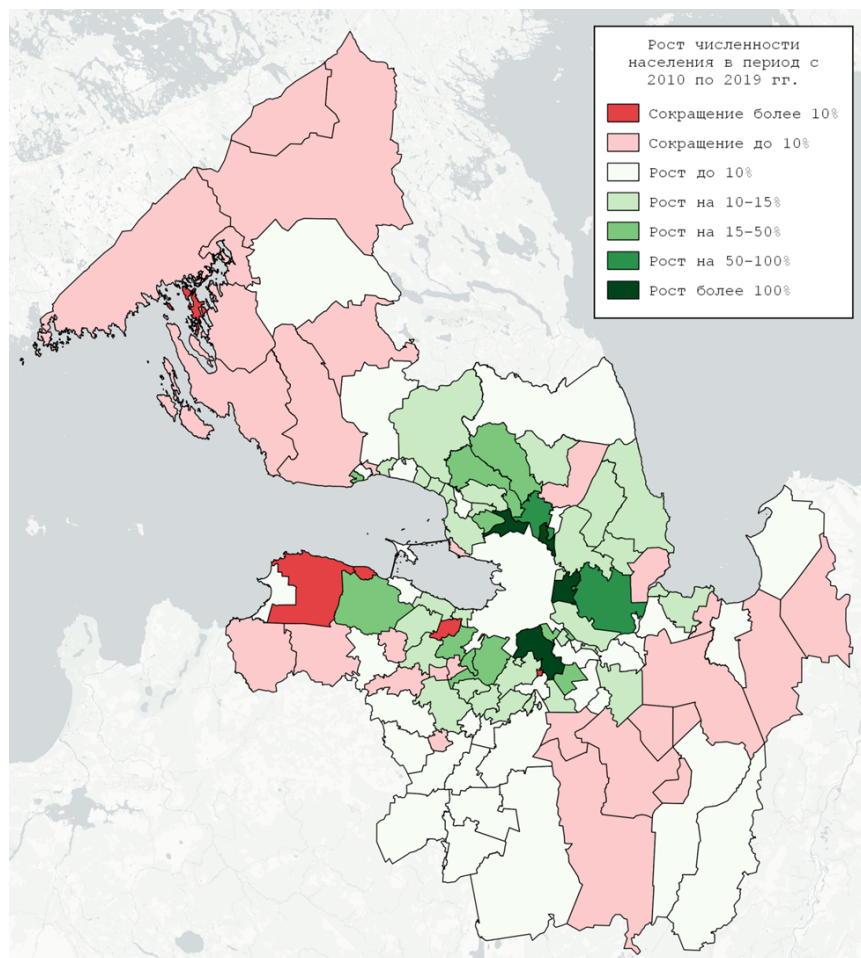 Рост численности
населения в период с
2010 по 2019 гг.
Сокращение более 10%
Сокращение до 10%
Рост до 10%
Рост на 10-15%
Рост на 15-50%
Рост на 50-100%
Рост более 100%